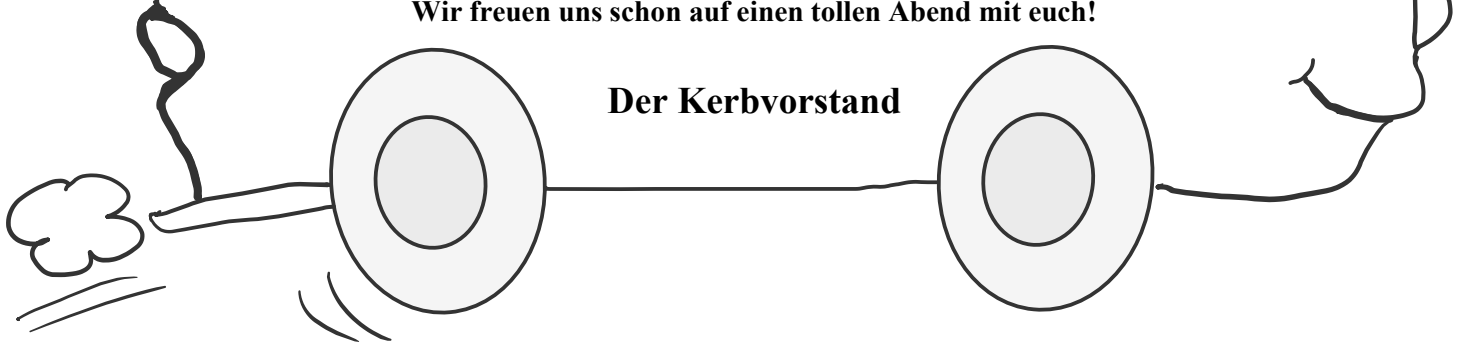 Wir freuen uns schon auf einen tollen Abend mit euch!
Der Kerbvorstand